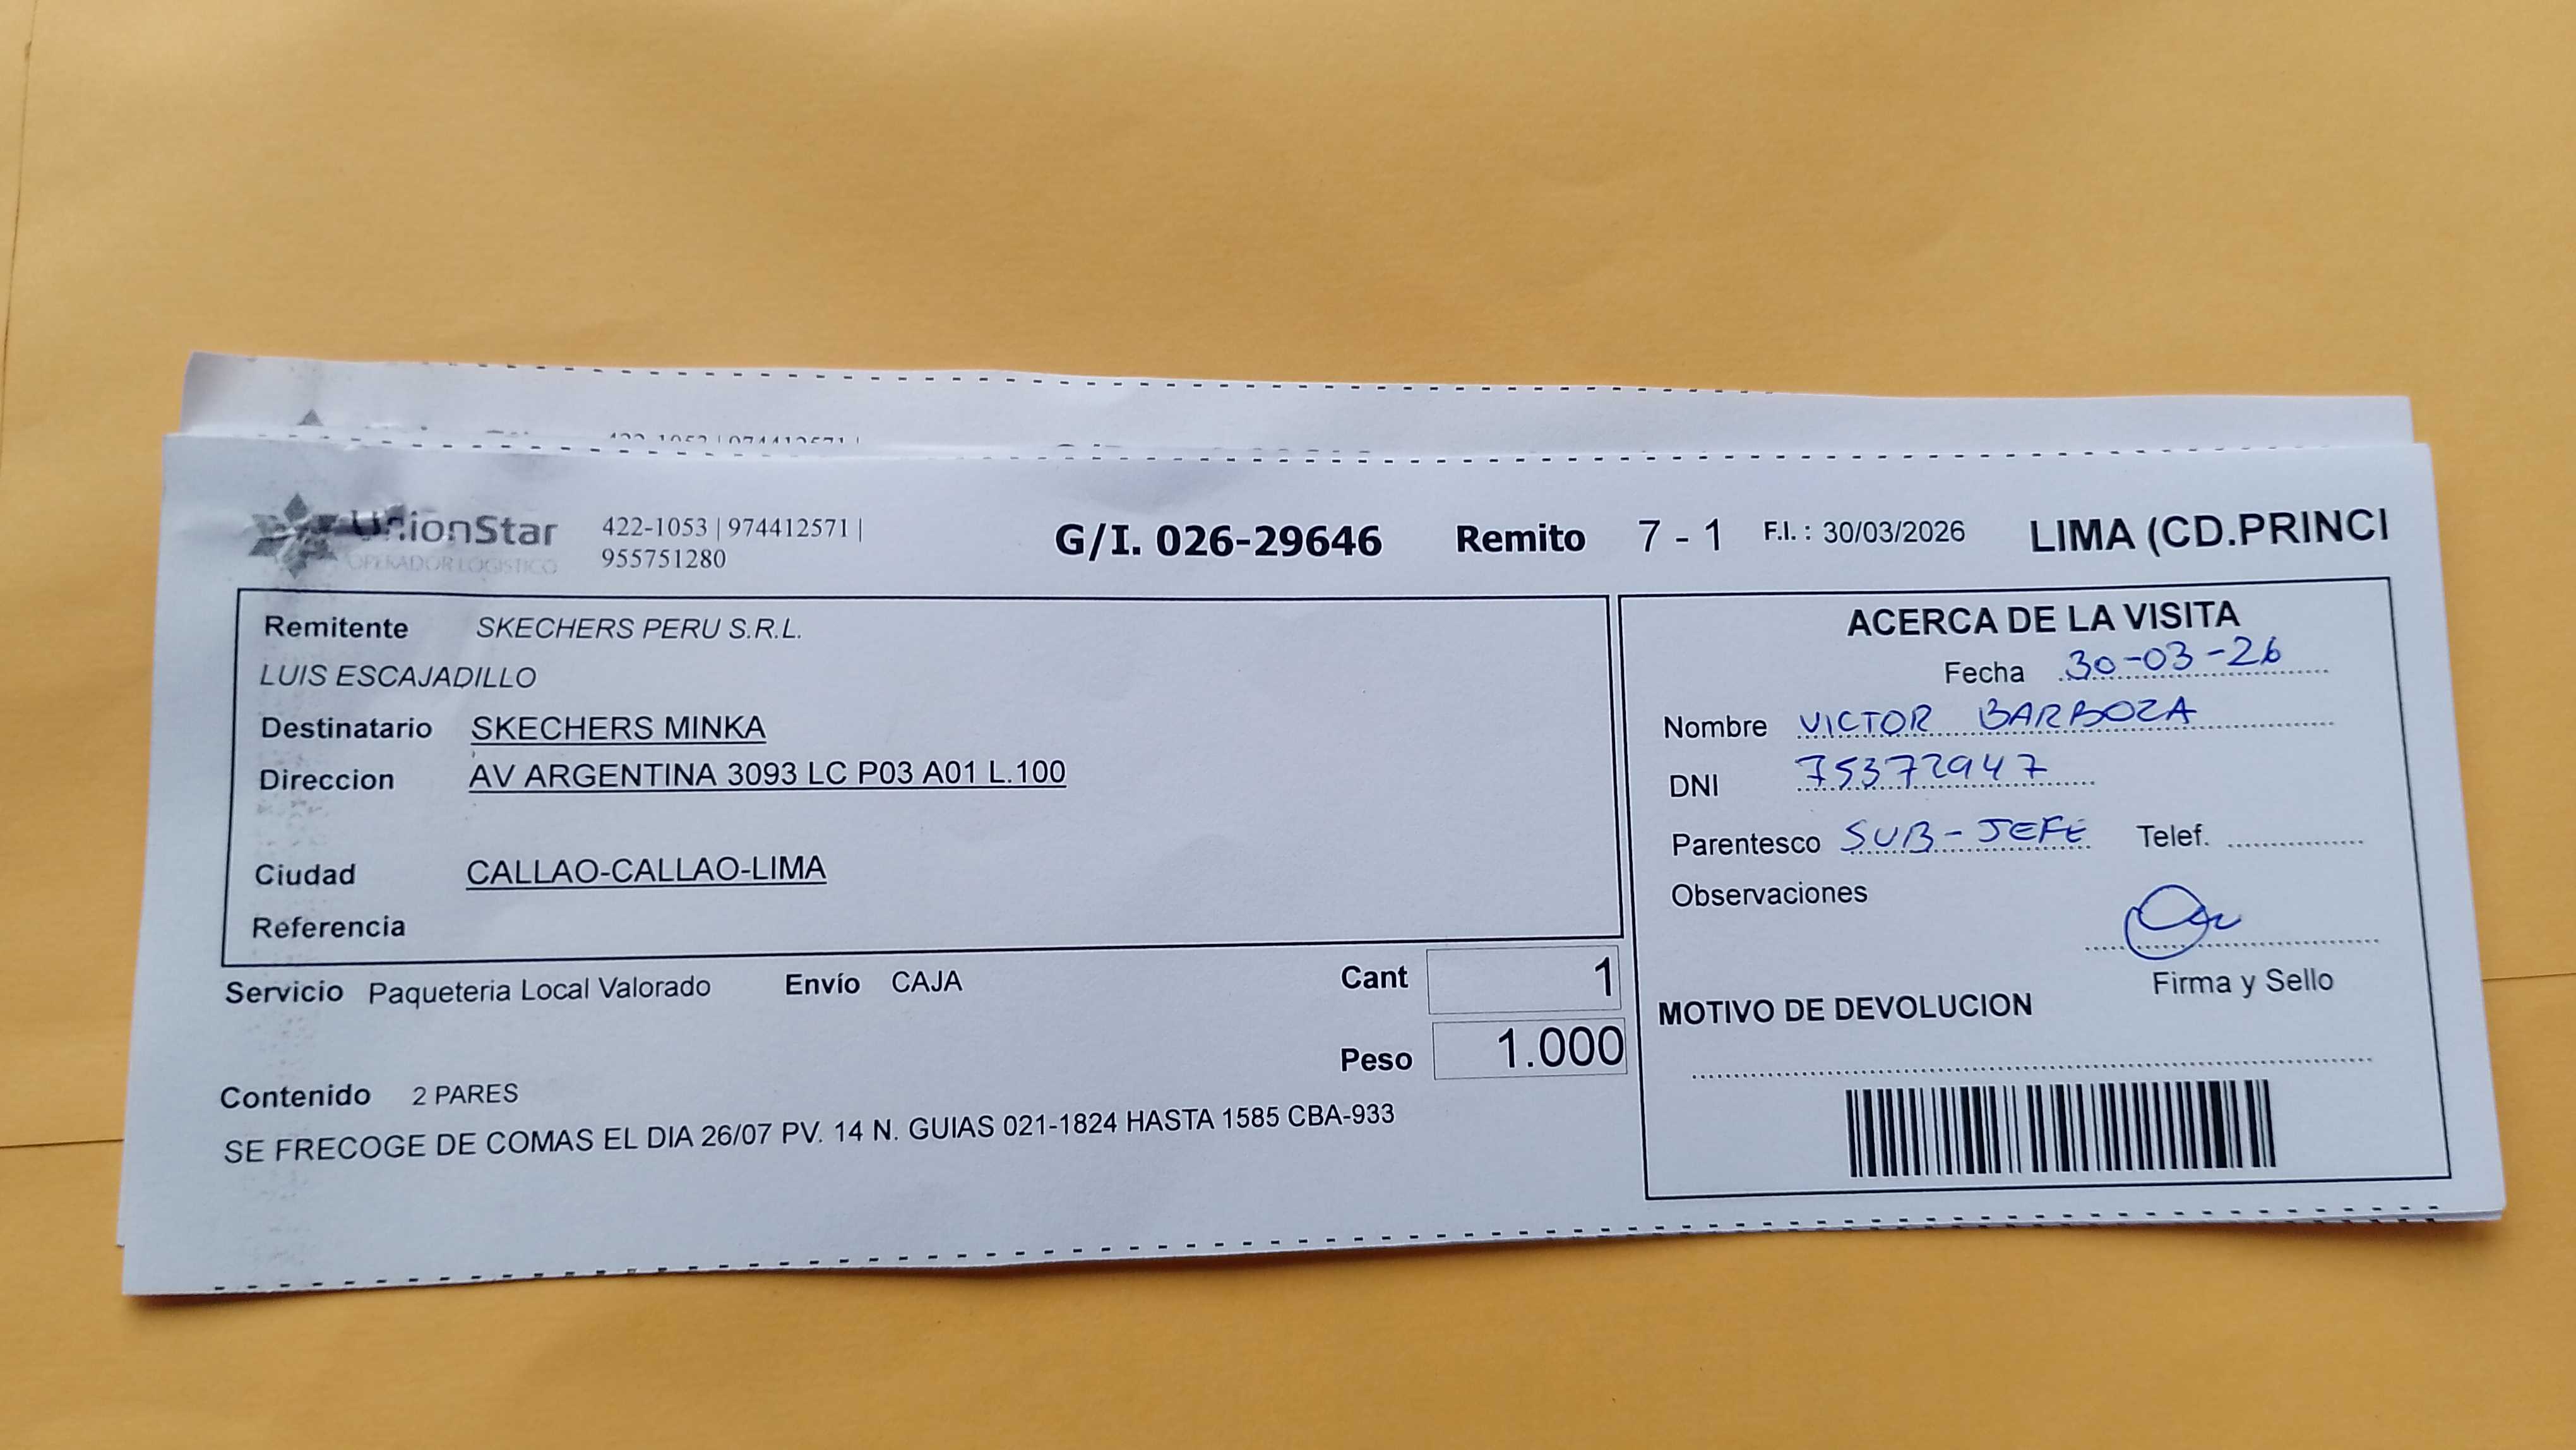 422-1053 | 974412571 |
UnionStar
OPERADOR LOGISTICO
422-1053 | 974412571 |
955751280
G/I. 026-29646 Remito 7 - 1 F.I. : 30/03/2026 LIMA (CD.PRINCI
Remitente SKECHERS PERU S.R.L.
LUIS ESCAJADILLO
Destinatario SKECHERS MINKA
Direccion AV ARGENTINA 3093 LC P03 A01 L.100
Ciudad CALLAO-CALLAO-LIMA
Referencia
Servicio Paqueteria Local Valorado Envío CAJA
Cant 1
Peso 1.000
Contenido 2 PARES
SE FRECOGE DE COMAS EL DIA 26/07 PV. 14 N. GUIAS 021-1824 HASTA 1585 CBA-933
ACERCA DE LA VISITA
Fecha 30-03-26
Nombre VICTOR BARBOZA
DNI 75372947
Parentesco SUB-JEFE Telef.
Observaciones
Firma y Sello
MOTIVO DE DEVOLUCION